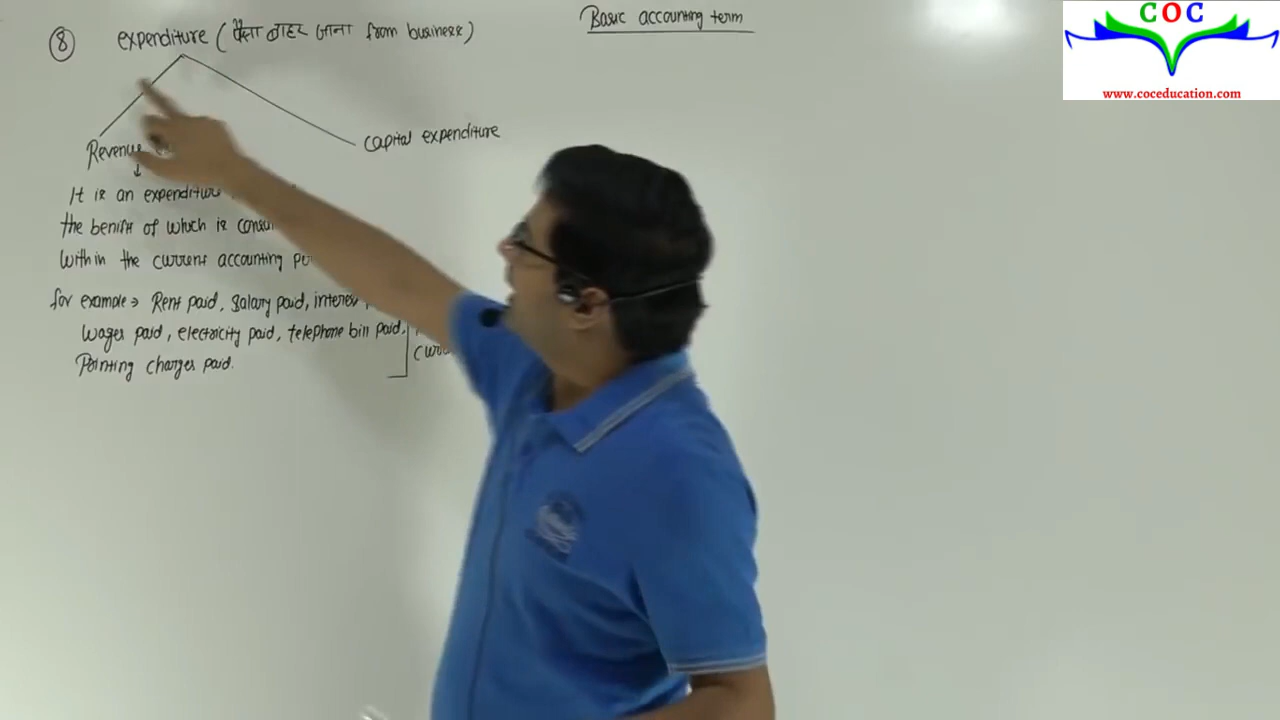 Basic accounting term
COC
www.coceducation.com
⑧ expenditure (पैसा बाहर जाना from business)
Revenue
capital expenditure
It is an expenditure
the benifit of which is
within the current accounting
for example → Rent paid, salary paid,
wages paid, electricity paid, telephone bill paid,
Printing charges paid.